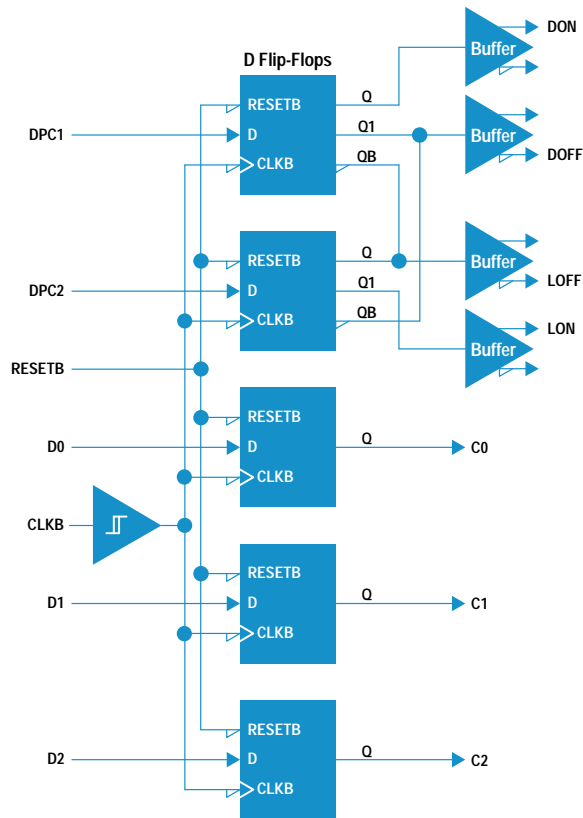 DON
Buffer
D Flip-Flops
Q
RESETB
DPC1
D
Q1
Buffer
QB
CLKB
DOFF
Q
RESETB
Buffer
DPC2
D
Q1
LOFF
QB
CLKB
LON
Buffer
RESETB
RESETB
D0
D
Q
C0
CLKB
CLKB
RESETB
D1
D
Q
C1
CLKB
RESETB
D2
D
Q
C2
CLKB